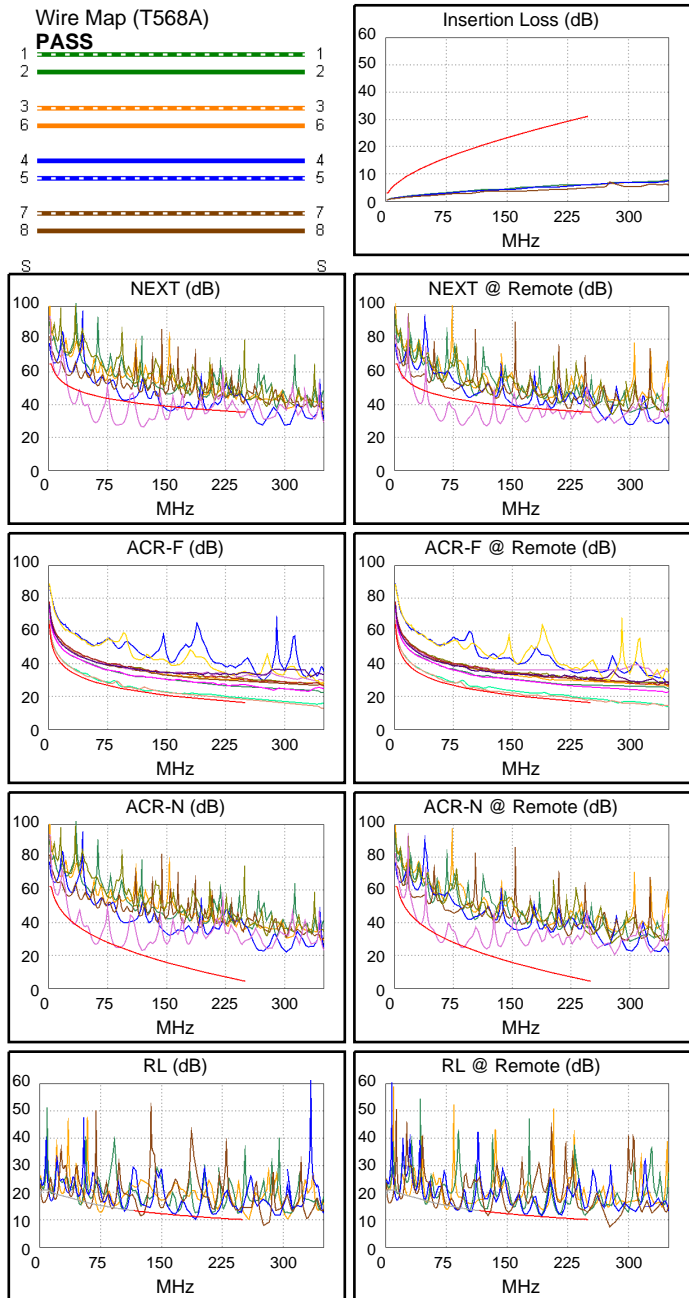 Wire Map (T568A)
PASS
1 1
2 2
3 3
6 6
4 4
5 5
7 7
8 8
S S
Insertion Loss (dB)
60
50
40
30
20
10
0
0 75 150 225 300
MHz
NEXT (dB)
100
80
60
40
20
0
0 75 150 225 300
MHz
NEXT @ Remote (dB)
100
80
60
40
20
0
0 75 150 225 300
MHz
ACR-F (dB)
100
80
60
40
20
0
0 75 150 225 300
MHz
ACR-F @ Remote (dB)
100
80
60
40
20
0
0 75 150 225 300
MHz
ACR-N (dB)
100
80
60
40
20
0
0 75 150 225 300
MHz
ACR-N @ Remote (dB)
100
80
60
40
20
0
0 75 150 225 300
MHz
RL (dB)
60
50
40
30
20
10
0
0 75 150 225 300
MHz
RL @ Remote (dB)
60
50
40
30
20
10
0
0 75 150 225 300
MHz